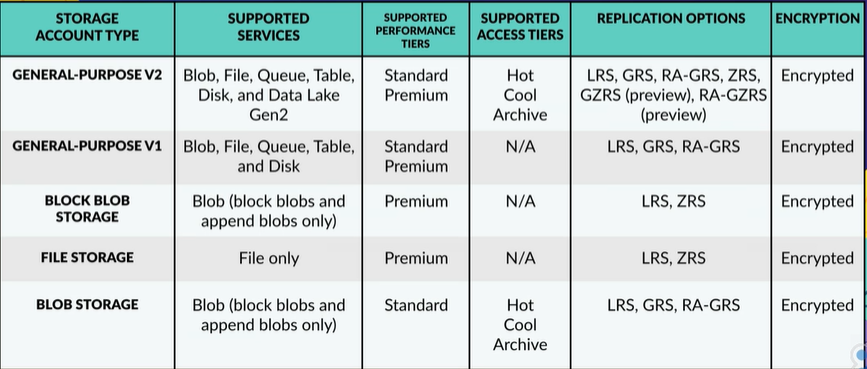 STORAGE
ACCOUNT TYPE
SUPPORTED
SERVICES
SUPPORTED
PERFORMANCE
TIERS
SUPPORTED
ACCESS TIERS
REPLICATION OPTIONS
ENCRYPTION
GENERAL-PURPOSE V2
Blob, File, Queue, Table,
Disk, and Data Lake
Gen2
Standard
Premium
Hot
Cool
Archive
LRS, GRS, RA-GRS, ZRS,
GZRS (preview), RA-GZRS
(preview)
Encrypted
GENERAL-PURPOSE V1
Blob, File, Queue, Table,
and Disk
Standard
Premium
N/A
LRS, GRS, RA-GRS
Encrypted
BLOCK BLOB
STORAGE
Blob (block blobs and
append blobs only)
Premium
N/A
LRS, ZRS
Encrypted
FILE STORAGE
File only
Premium
N/A
LRS, ZRS
Encrypted
BLOB STORAGE
Blob (block blobs and
append blobs only)
Standard
Hot
Cool
Archive
LRS, GRS, RA-GRS
Encrypted